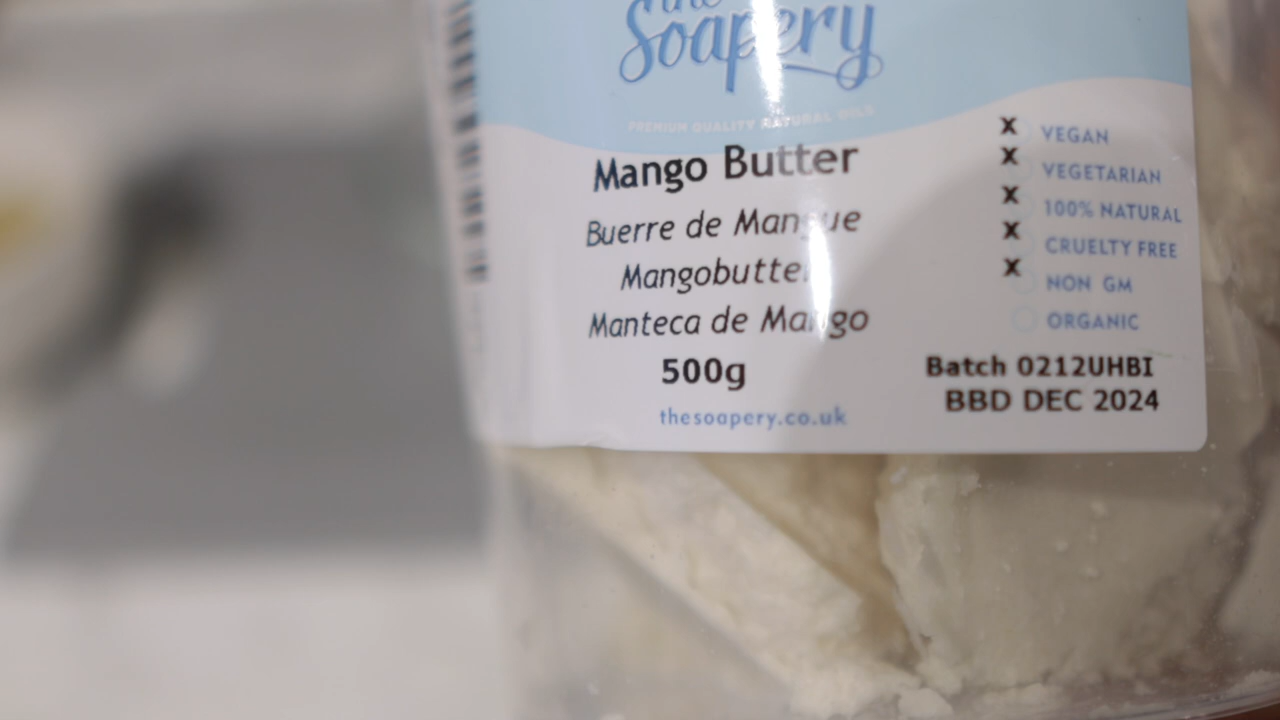 the
Soapery
PREMIUM QUALITY NATURAL OILS
Mango Butter
Buerre de Mangue
Mangobutter
Manteca de Mango
500g
thesoapery.co.uk
X VEGAN
X VEGETARIAN
X 100% NATURAL
X CRUELTY FREE
X NON GM
ORGANIC
Batch 0212UHBI
BBD DEC 2024